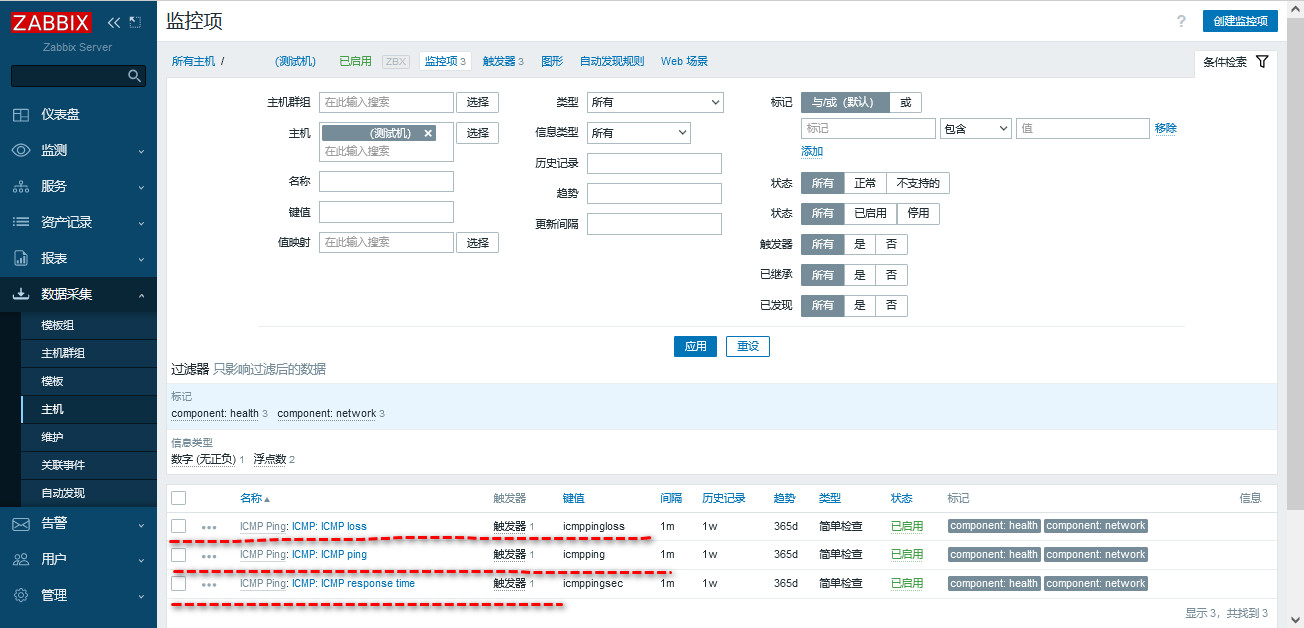 ZABBIX
监控项
?
创建监控项
Zabbix Server
所有主机 / (测试机) 已启用 ZBX 监控项 3 触发器 3 图形 自动发现规则 Web 场景
条件检索
仪表盘
监测
服务
资产记录
报表
数据采集
模板组
主机群组
模板
主机
维护
关联事件
自动发现
告警
用户
管理
主机群组 在此输入搜索 选择
主机 (测试机) ×
在此输入搜索 选择
名称
键值
值映射 在此输入搜索 选择
类型 所有
信息类型 所有
历史记录
趋势
更新间隔
标记 与/或 (默认) 或
标记 包含 值 移除
添加
状态 所有 正常 不支持的
状态 所有 已启用 停用
触发器 所有 是 否
已继承 所有 是 否
已发现 所有 是 否
应用 重设
过滤器 只影响过滤后的数据
标记
component: health 3 component: network 3
信息类型
数字 (无正负) 1 浮点数 2
名称 触发器 键值 间隔 历史记录 趋势 类型 状态 标记 信息
ICMP Ping: ICMP: ICMP loss 触发器 1 icmppingloss 1m 1w 365d 简单检查 已启用 component: health component: network
ICMP Ping: ICMP: ICMP ping 触发器 1 icmpping 1m 1w 365d 简单检查 已启用 component: health component: network
ICMP Ping: ICMP: ICMP response time 触发器 1 icmppingsec 1m 1w 365d 简单检查 已启用 component: health component: network
显示 3，共找到 3